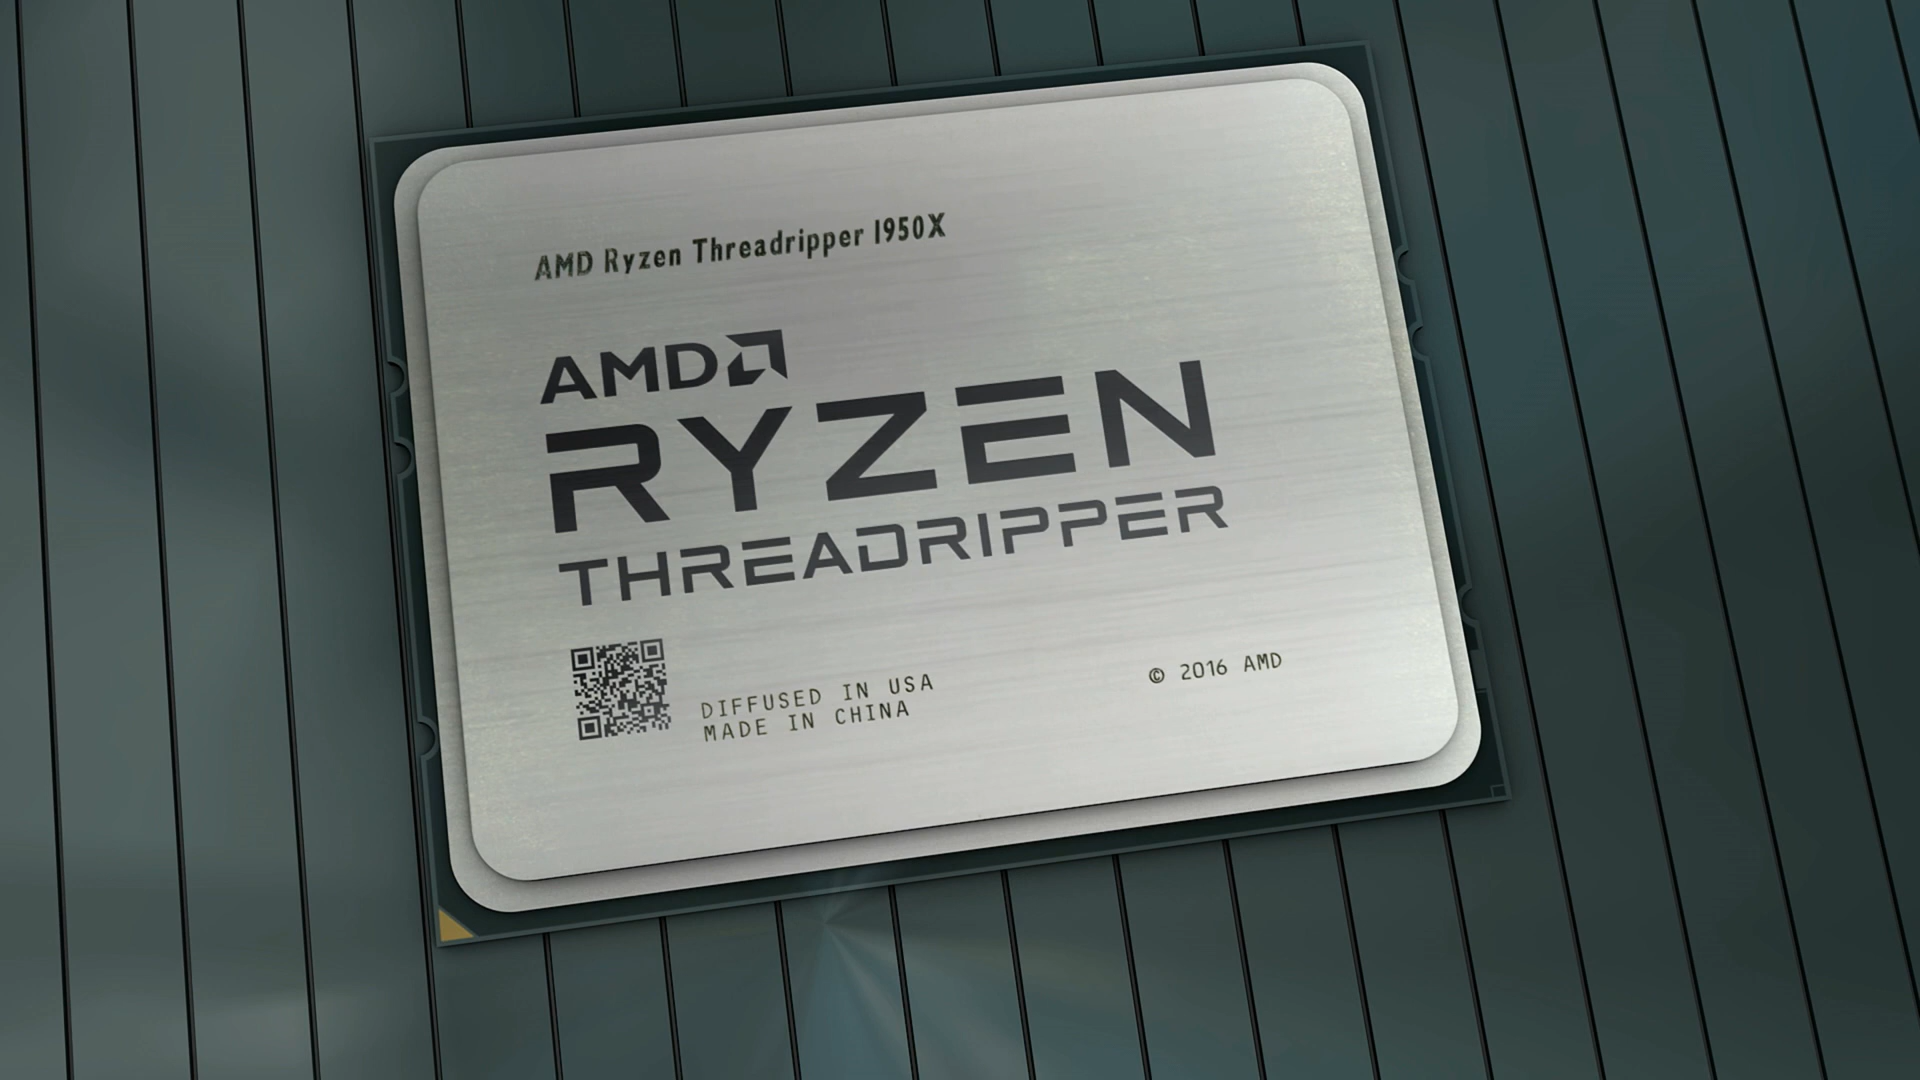 AMD Ryzen Threadripper 1950X
AMD
RYZEN
THREADRIPPER
DIFFUSED IN USA
MADE IN CHINA
© 2016 AMD